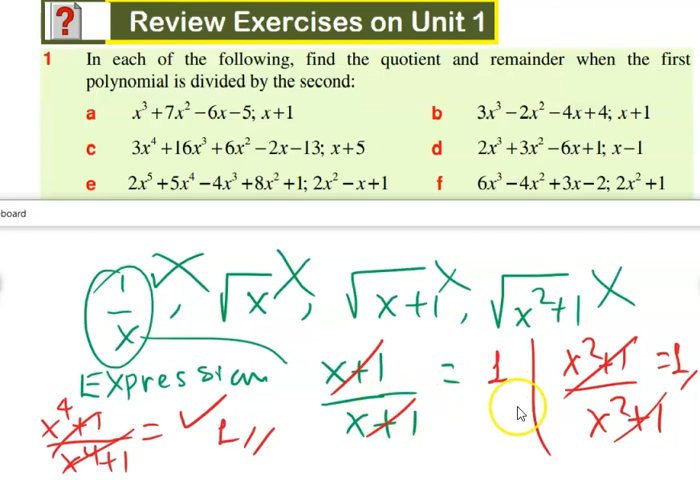 ? Review Exercises on Unit 1
1 In each of the following, find the quotient and remainder when the first
polynomial is divided by the second:
a x³+7x²−6x−5; x+1 b 3x³−2x²−4x+4; x+1
c 3x⁴+16x³+6x²−2x−13; x+5 d 2x³+3x²−6x+1; x−1
e 2x⁵+5x⁴−4x³+8x²+1; 2x²−x+1 f 6x³−4x²+3x−2; 2x²+1
board
1/x, √x, √x+1, √x²+1
Expression
x+1/x+1 = 1 | x²+1/x²+1 = 1,
x⁴+1/x⁴+1 = ✓ 1//